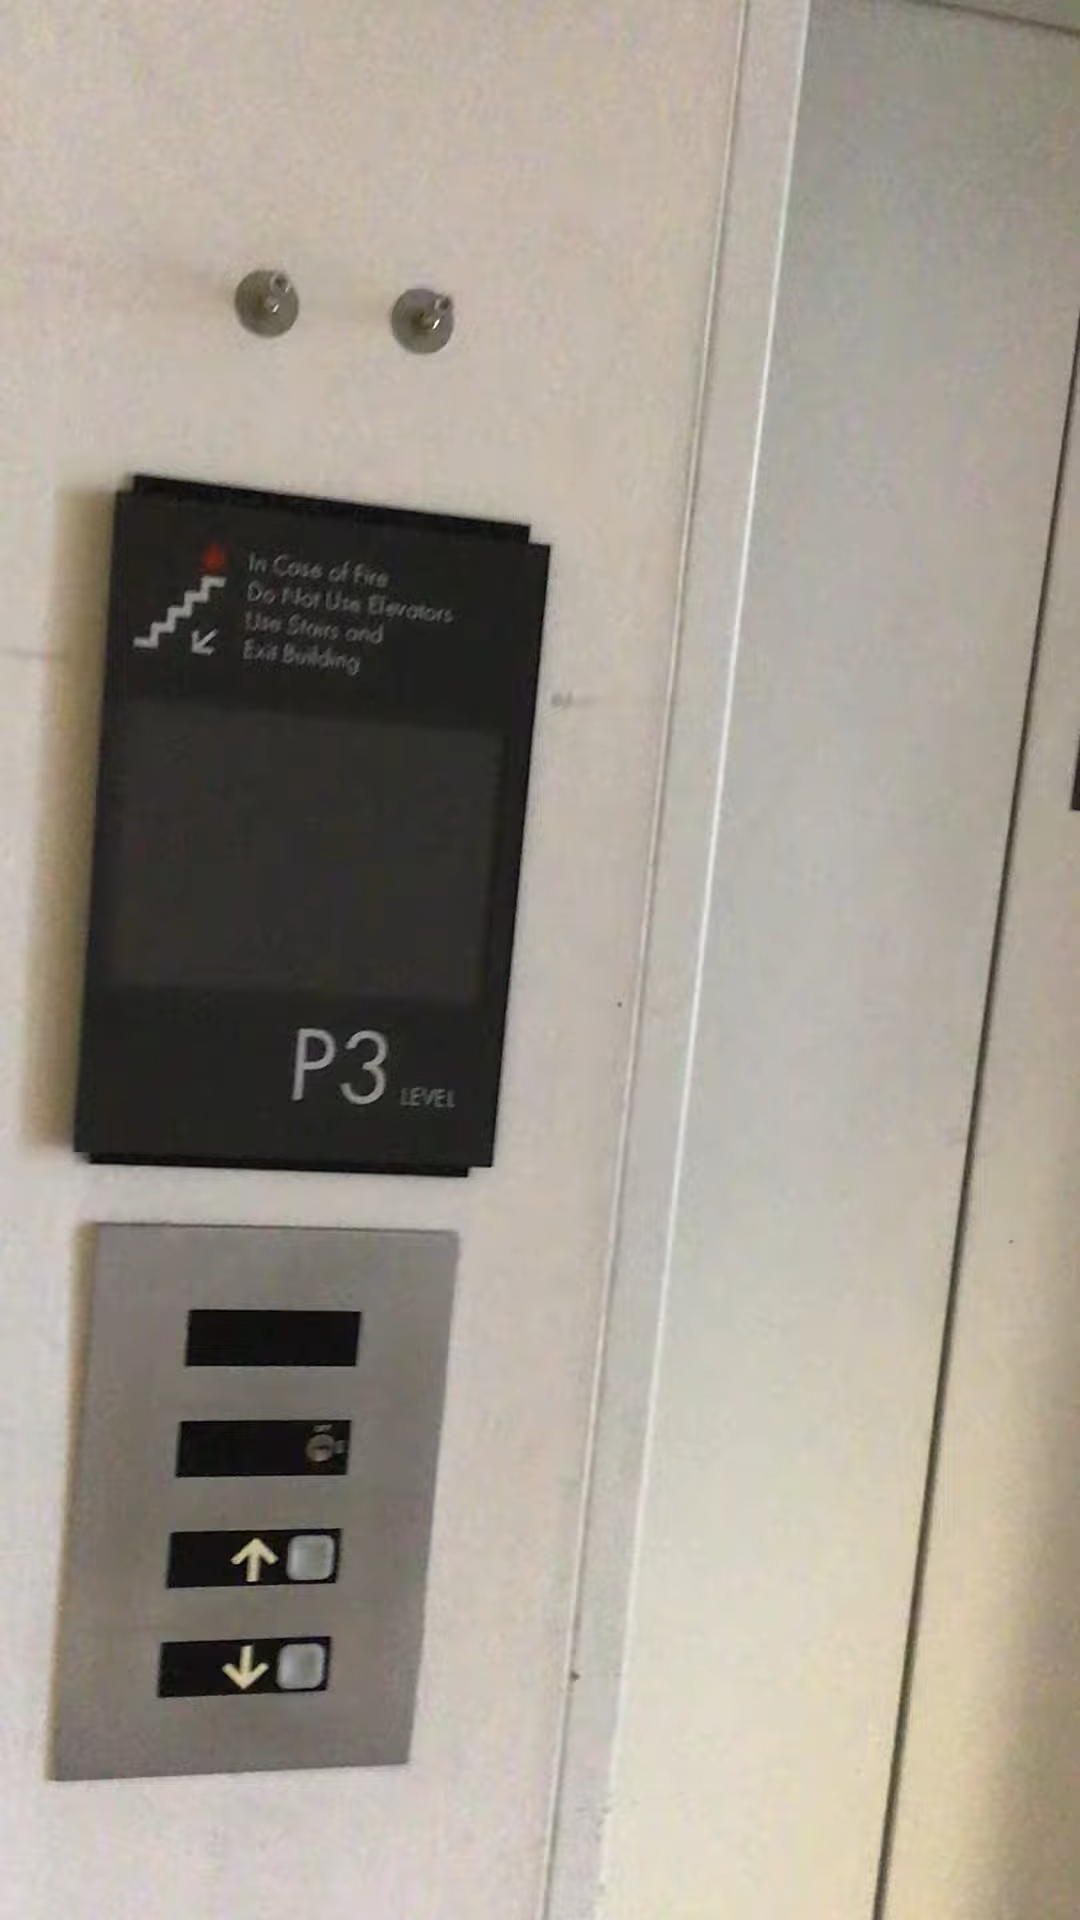 In Case of Fire
Do Not Use Elevators
Use Stairs and
Exit Building
P3 LEVEL